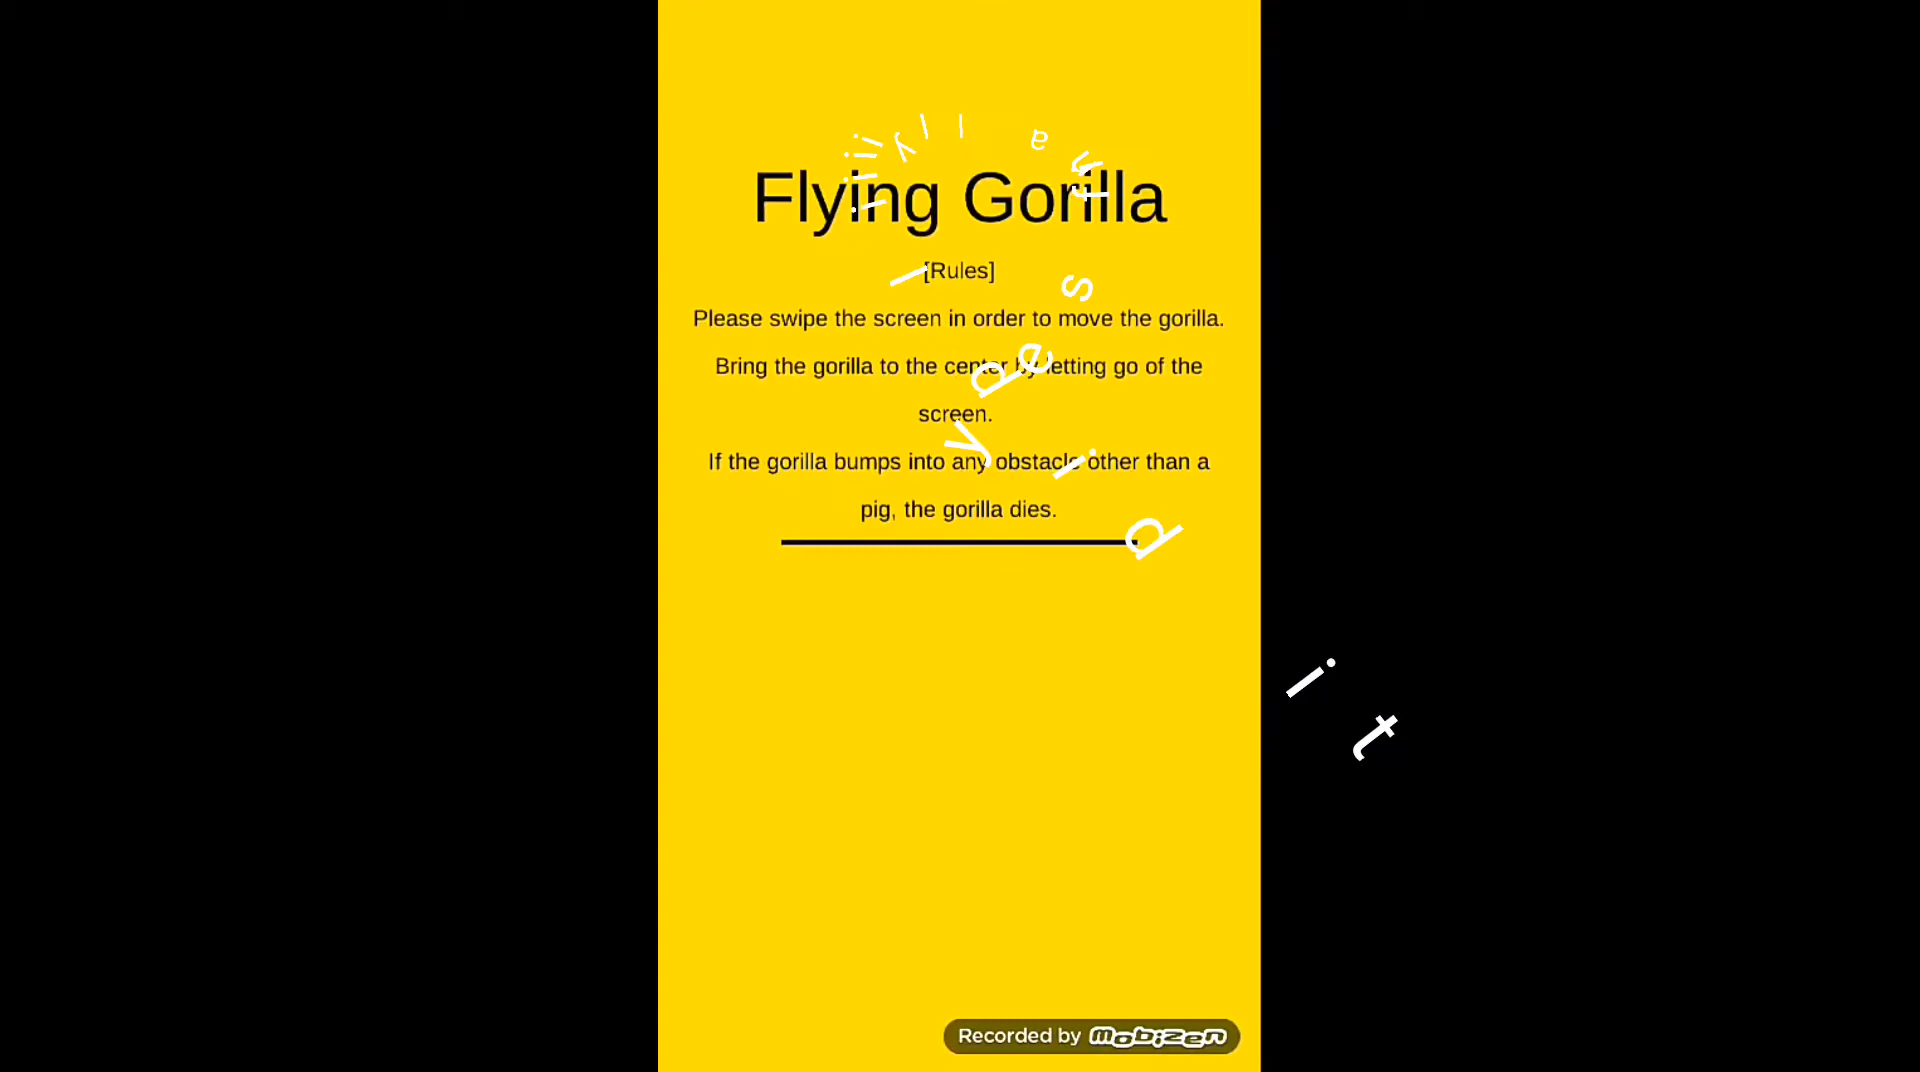 Flying Gorilla
[Rules]
Please swipe the screen in order to move the gorilla.
Bring the gorilla to the center by letting go of the
screen.
If the gorilla bumps into any obstacle other than a
pig, the gorilla dies.
Recorded by mobizen